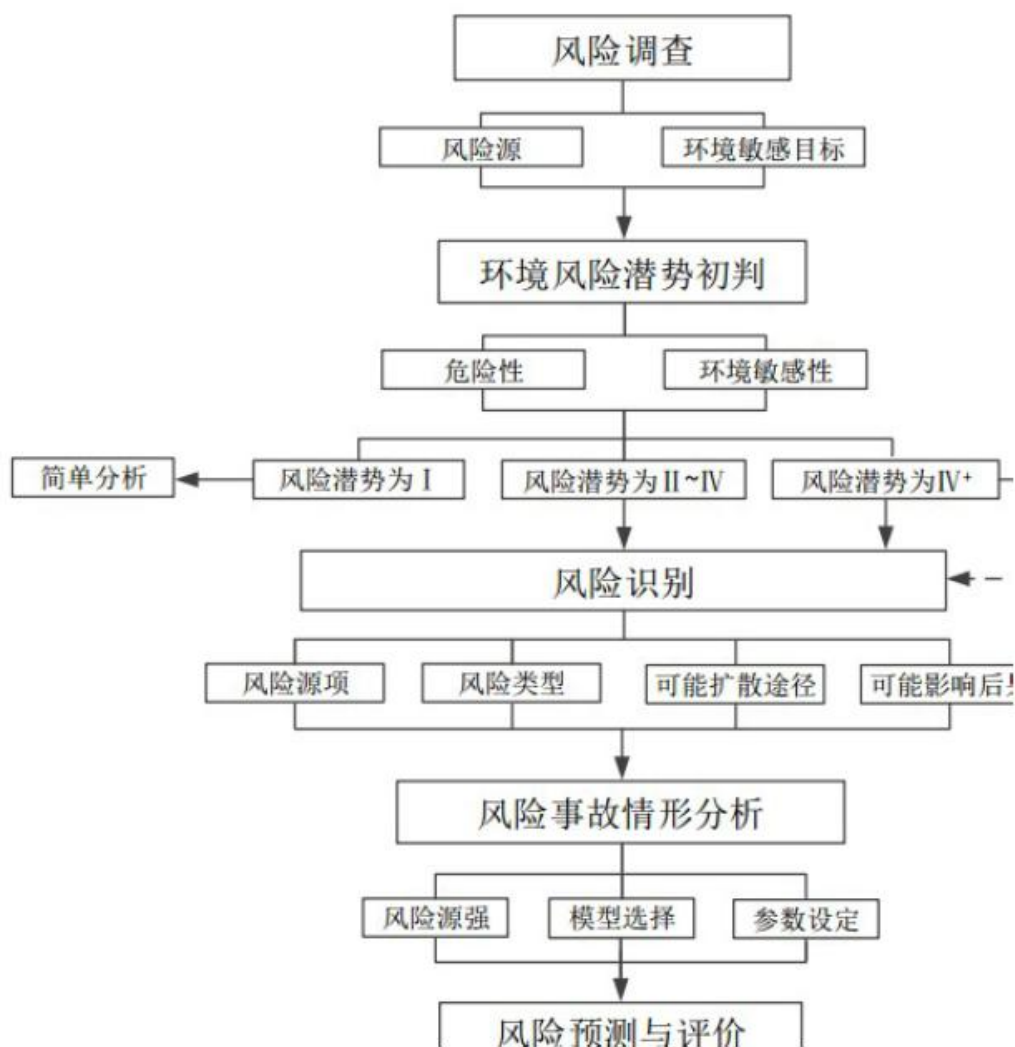 风险调查
风险源
环境敏感目标
环境风险潜势初判
危险性
环境敏感性
简单分析
风险潜势为Ⅰ
风险潜势为Ⅱ~Ⅳ
风险潜势为Ⅳ+
风险识别
风险源项
风险类型
可能扩散途径
可能影响后
风险事故情形分析
风险源强
模型选择
参数设定
风险预测与评价